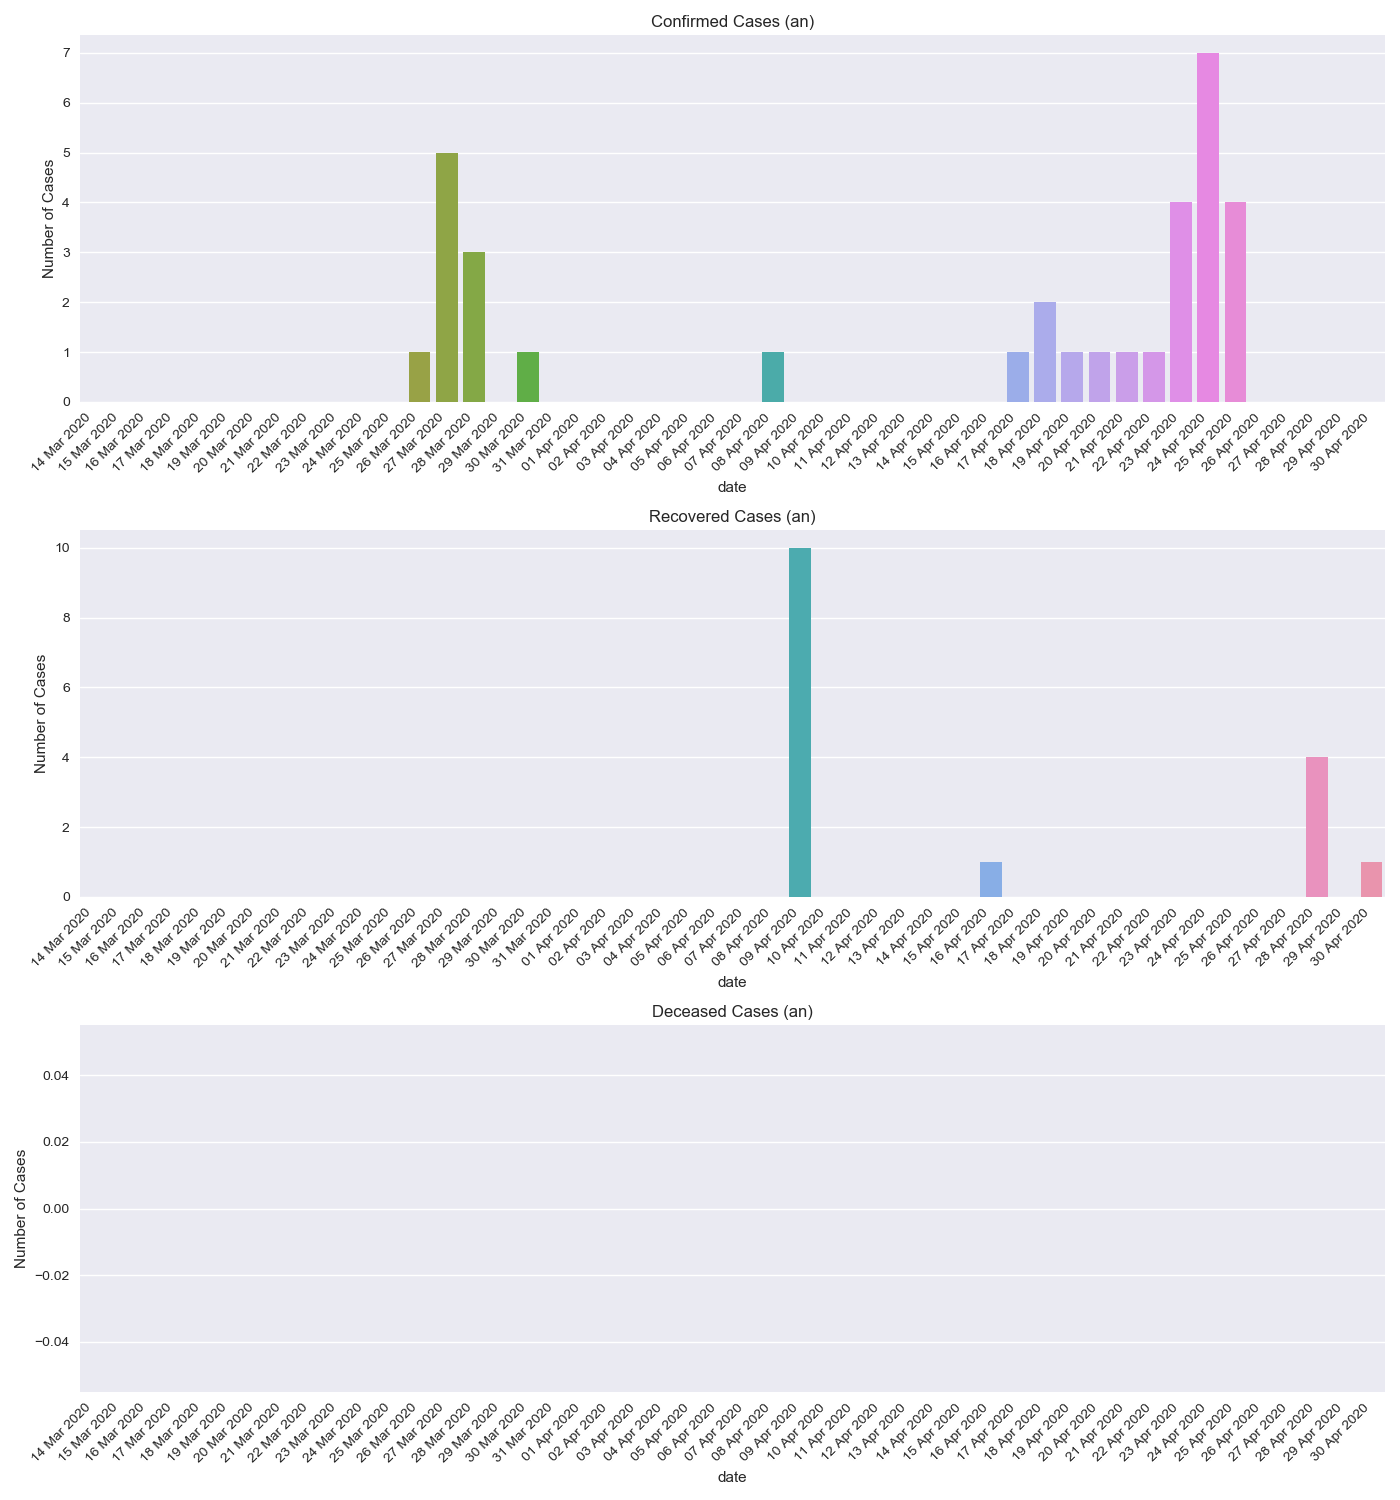 Confirmed Cases (an)
7
6
5
4
3
2
1
0
Number of Cases
14 Mar 2020
15 Mar 2020
16 Mar 2020
17 Mar 2020
18 Mar 2020
19 Mar 2020
20 Mar 2020
21 Mar 2020
22 Mar 2020
23 Mar 2020
24 Mar 2020
25 Mar 2020
26 Mar 2020
27 Mar 2020
28 Mar 2020
29 Mar 2020
30 Mar 2020
31 Mar 2020
01 Apr 2020
02 Apr 2020
03 Apr 2020
04 Apr 2020
05 Apr 2020
06 Apr 2020
07 Apr 2020
08 Apr 2020
09 Apr 2020
10 Apr 2020
11 Apr 2020
12 Apr 2020
13 Apr 2020
14 Apr 2020
15 Apr 2020
16 Apr 2020
17 Apr 2020
18 Apr 2020
19 Apr 2020
20 Apr 2020
21 Apr 2020
22 Apr 2020
23 Apr 2020
24 Apr 2020
25 Apr 2020
26 Apr 2020
27 Apr 2020
28 Apr 2020
29 Apr 2020
30 Apr 2020
date
Recovered Cases (an)
10
8
6
4
2
0
Number of Cases
14 Mar 2020
15 Mar 2020
16 Mar 2020
17 Mar 2020
18 Mar 2020
19 Mar 2020
20 Mar 2020
21 Mar 2020
22 Mar 2020
23 Mar 2020
24 Mar 2020
25 Mar 2020
26 Mar 2020
27 Mar 2020
28 Mar 2020
29 Mar 2020
30 Mar 2020
31 Mar 2020
01 Apr 2020
02 Apr 2020
03 Apr 2020
04 Apr 2020
05 Apr 2020
06 Apr 2020
07 Apr 2020
08 Apr 2020
09 Apr 2020
10 Apr 2020
11 Apr 2020
12 Apr 2020
13 Apr 2020
14 Apr 2020
15 Apr 2020
16 Apr 2020
17 Apr 2020
18 Apr 2020
19 Apr 2020
20 Apr 2020
21 Apr 2020
22 Apr 2020
23 Apr 2020
24 Apr 2020
25 Apr 2020
26 Apr 2020
27 Apr 2020
28 Apr 2020
29 Apr 2020
30 Apr 2020
date
Deceased Cases (an)
0.04
0.02
0.00
−0.02
−0.04
Number of Cases
14 Mar 2020
15 Mar 2020
16 Mar 2020
17 Mar 2020
18 Mar 2020
19 Mar 2020
20 Mar 2020
21 Mar 2020
22 Mar 2020
23 Mar 2020
24 Mar 2020
25 Mar 2020
26 Mar 2020
27 Mar 2020
28 Mar 2020
29 Mar 2020
30 Mar 2020
31 Mar 2020
01 Apr 2020
02 Apr 2020
03 Apr 2020
04 Apr 2020
05 Apr 2020
06 Apr 2020
07 Apr 2020
08 Apr 2020
09 Apr 2020
10 Apr 2020
11 Apr 2020
12 Apr 2020
13 Apr 2020
14 Apr 2020
15 Apr 2020
16 Apr 2020
17 Apr 2020
18 Apr 2020
19 Apr 2020
20 Apr 2020
21 Apr 2020
22 Apr 2020
23 Apr 2020
24 Apr 2020
25 Apr 2020
26 Apr 2020
27 Apr 2020
28 Apr 2020
29 Apr 2020
30 Apr 2020
date